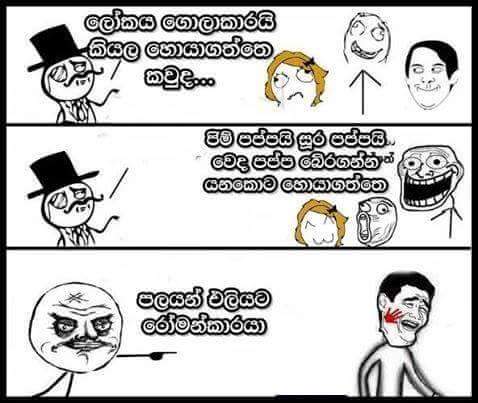 ලෝකය ගොලාකාරයි
කියල හොයාගත්තෙ
කවුද...
පිම් පප්පයි සූර පප්පයි..
වෙද පප්ප බේරගන්න
යනකොට හොයාගත්තෙ
පලයන් එලියට
රෝමන්කාරයා